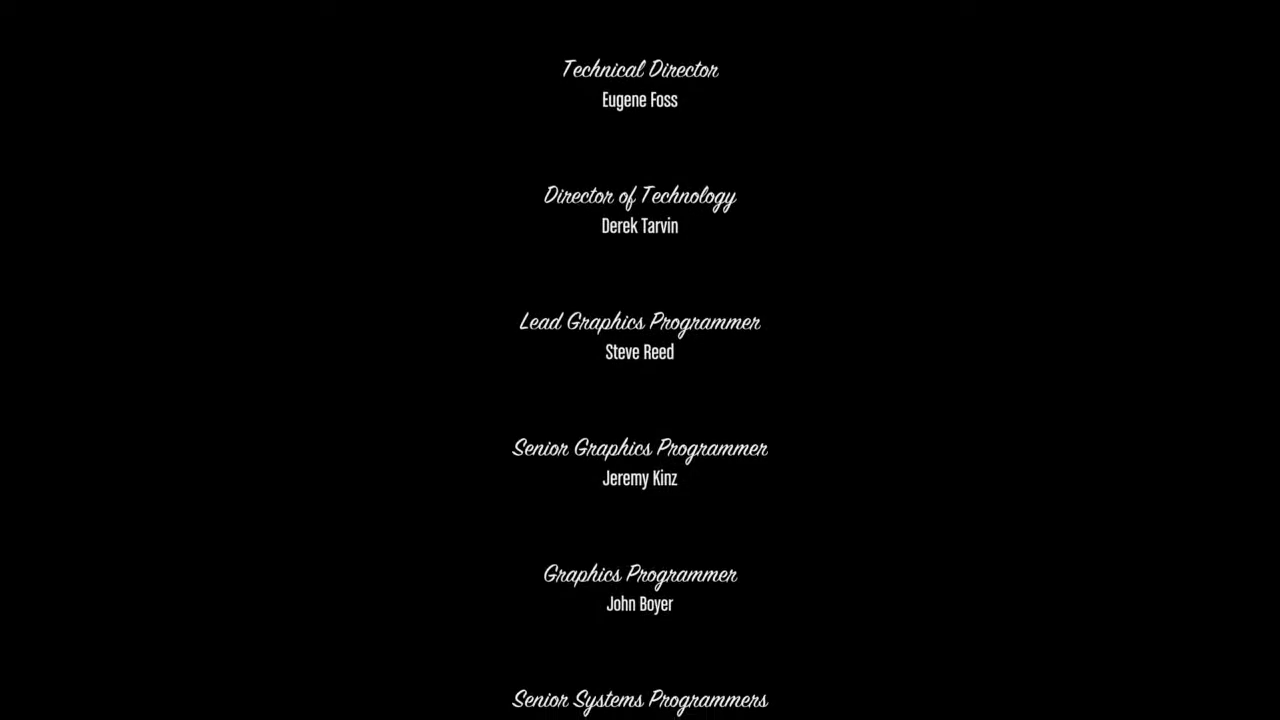 Technical Director
Eugene Foss
Director of Technology
Derek Tarvin
Lead Graphics Programmer
Steve Reed
Senior Graphics Programmer
Jeremy Kinz
Graphics Programmer
John Boyer
Senior Systems Programmers